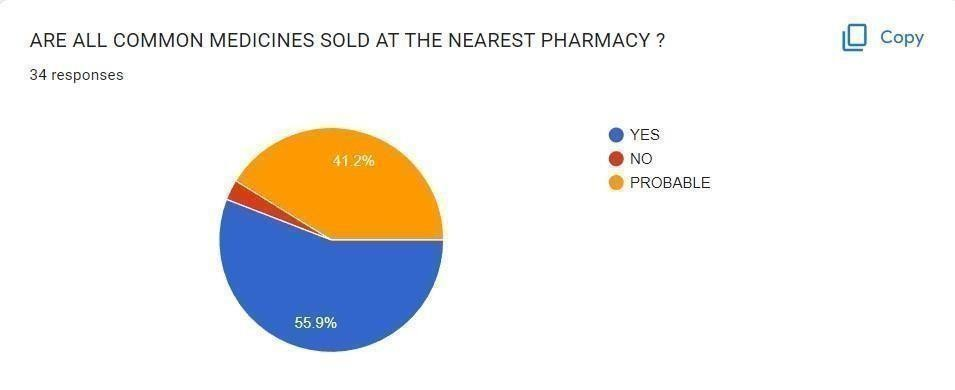 ARE ALL COMMON MEDICINES SOLD AT THE NEAREST PHARMACY ?
Copy
34 responses
41.2%
55.9%
YES
NO
PROBABLE